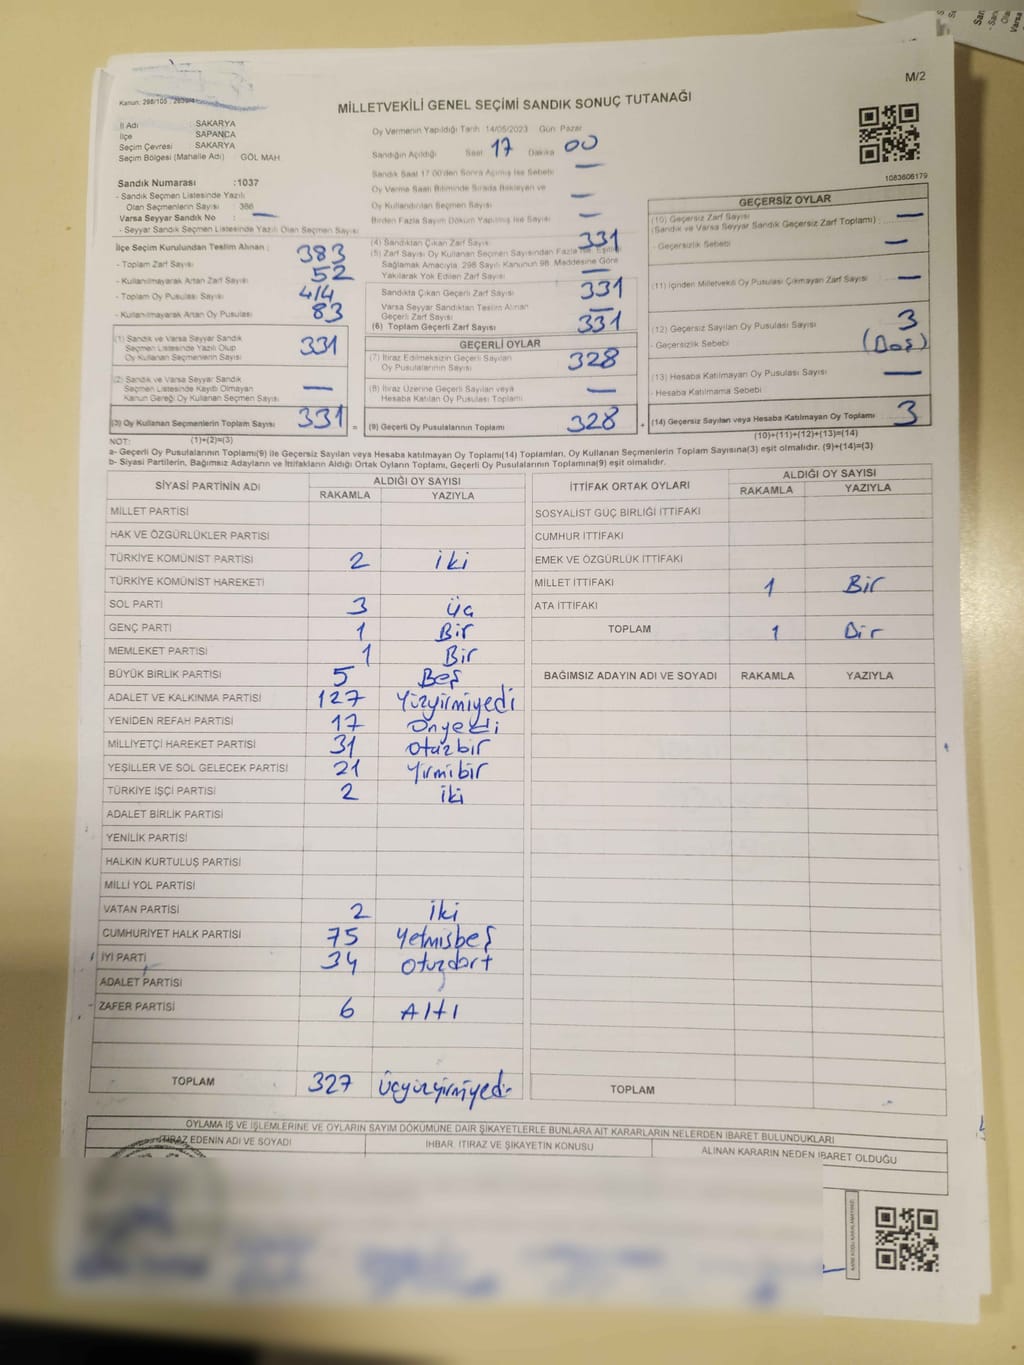 M/2
Kanun: 298/105 , 2839/4
MİLLETVEKİLİ GENEL SEÇİMİ SANDIK SONUÇ TUTANAĞI
İl Adı : SAKARYA
İlçe : SAPANCA
Seçim Çevresi : SAKARYA
Seçim Bölgesi (Mahalle Adı) GÖL MAH
Sandık Numarası :1037
- Sandık Seçmen Listesinde Yazılı
Olan Seçmenlerin Sayısı : 386
Varsa Seyyar Sandık No : —
- Seyyar Sandık Seçmen Listesinde Yazılı Olan Seçmen Sayısı
Oy Vermenin Yapıldığı Tarih 14/05/2023 Gün Pazar
Sandığın Açıldığı Saat 17 Dakika 00
Sandık Saat 17.00'den Sonra Açılmış İse Sebebi —
Oy Verme Saati Bitiminde Sırada Bekleyen ve
Oy Kullandırılan Seçmen Sayısı —
Birden Fazla Sayım Döküm Yapılmış İse Sayısı —
1083606179
İlçe Seçim Kurulundan Teslim Alınan :
- Toplam Zarf Sayısı 383
- Kullanılmayarak Artan Zarf Sayısı 52
- Toplam Oy Pusulası Sayısı 414
- Kullanılmayarak Artan Oy Pusulası 83
(4) Sandıktan Çıkan Zarf Sayısı 331
(5) Zarf Sayısı Oy Kullanan Seçmen Sayısından Fazla İse, Eşitliği
Sağlamak Amacıyla, 298 Sayılı Kanunun 98. Maddesine Göre
Yakılarak Yok Edilen Zarf Sayısı —
Sandıkta Çıkan Geçerli Zarf Sayısı 331
Varsa Seyyar Sandıktan Teslim Alınan
Geçerli Zarf Sayısı —
(6) Toplam Geçerli Zarf Sayısı 331
GEÇERSİZ OYLAR
(10) Geçersiz Zarf Sayısı
(Sandık ve Varsa Seyyar Sandık Geçersiz Zarf Toplamı) : —
- Geçersizlik Sebebi —
(11) İçinden Milletvekili Oy Pusulası Çıkmayan Zarf Sayısı —
(12) Geçersiz Sayılan Oy Pusulası Sayısı 3
- Geçersizlik Sebebi (Boş)
(13) Hesaba Katılmayan Oy Pusulası Sayısı —
- Hesaba Katılmama Sebebi
(14) Geçersiz Sayılan veya Hesaba Katılmayan Oy Toplamı 3
(1) Sandık ve Varsa Seyyar Sandık
Seçmen Listesinde Yazılı Olup
Oy Kullanan Seçmenlerin Sayısı 331
(2) Sandık ve Varsa Seyyar Sandık
Seçmen Listesinde Kaydı Olmayan
Kanun Gereği Oy Kullanan Seçmen Sayısı —
(3) Oy Kullanan Seçmenlerin Toplam Sayısı 331 =
GEÇERLİ OYLAR
(7) İtiraz Edilmeksizin Geçerli Sayılan
Oy Pusulalarının Sayısı 328
(8) İtiraz Üzerine Geçerli Sayılan veya
Hesaba Katılan Oy Pusulası Toplamı —
(9) Geçerli Oy Pusulalarının Toplamı 328 +
NOT: (1)+(2)=(3) (10)+(11)+(12)+(13)=(14)
a- Geçerli Oy Pusulalarının Toplamı(9) ile Geçersiz Sayılan veya Hesaba katılmayan Oy Toplamı(14) Toplamları, Oy Kullanan Seçmenlerin Toplam Sayısına(3) eşit olmalıdır. (9)+(14)=(3)
b- Siyasi Partilerin, Bağımsız Adayların ve İttifakların Aldığı Ortak Oyların Toplamı, Geçerli Oy Pusulalarının Toplamına(9) eşit olmalıdır.
SİYASİ PARTİNİN ADI ALDIĞI OY SAYISI
RAKAMLA YAZIYLA
MİLLET PARTİSİ
HAK VE ÖZGÜRLÜKLER PARTİSİ
TÜRKİYE KOMÜNİST PARTİSİ 2 iki
TÜRKİYE KOMÜNİST HAREKETİ
SOL PARTİ 3 üç
GENÇ PARTİ 1 Bir
MEMLEKET PARTİSİ 1 Bir
BÜYÜK BİRLİK PARTİSİ 5 Beş
ADALET VE KALKINMA PARTİSİ 127 Yüzyirmiyedi
YENİDEN REFAH PARTİSİ 17 Onyedi
MİLLİYETÇİ HAREKET PARTİSİ 31 otuzbir
YEŞİLLER VE SOL GELECEK PARTİSİ 21 Yirmibir
TÜRKİYE İŞÇİ PARTİSİ 2 iki
ADALET BİRLİK PARTİSİ
YENİLİK PARTİSİ
HALKIN KURTULUŞ PARTİSİ
MİLLİ YOL PARTİSİ
VATAN PARTİSİ 2 iki
CUMHURİYET HALK PARTİSİ 75 Yetmişbeş
İYİ PARTİ 34 otuzdört
ADALET PARTİSİ
ZAFER PARTİSİ 6 Altı
TOPLAM 327 üçyüzyirmiyedi
İTTİFAK ORTAK OYLARI ALDIĞI OY SAYISI
RAKAMLA YAZIYLA
SOSYALİST GÜÇ BİRLİĞİ İTTİFAKI
CUMHUR İTTİFAKI
EMEK VE ÖZGÜRLÜK İTTİFAKI
MİLLET İTTİFAKI 1 Bir
ATA İTTİFAKI
TOPLAM 1 Bir
BAĞIMSIZ ADAYIN ADI VE SOYADI RAKAMLA YAZIYLA
TOPLAM
OYLAMA İŞ VE İŞLEMLERİNE VE OYLARIN SAYIM DÖKÜMÜNE DAİR ŞİKAYETLERLE BUNLARA AİT KARARLARIN NELERDEN İBARET BULUNDUKLARI
İTİRAZ EDENİN ADI VE SOYADI İHBAR, İTİRAZ VE ŞİKAYETİN KONUSU ALINAN KARARIN NEDEN İBARET OLDUĞU